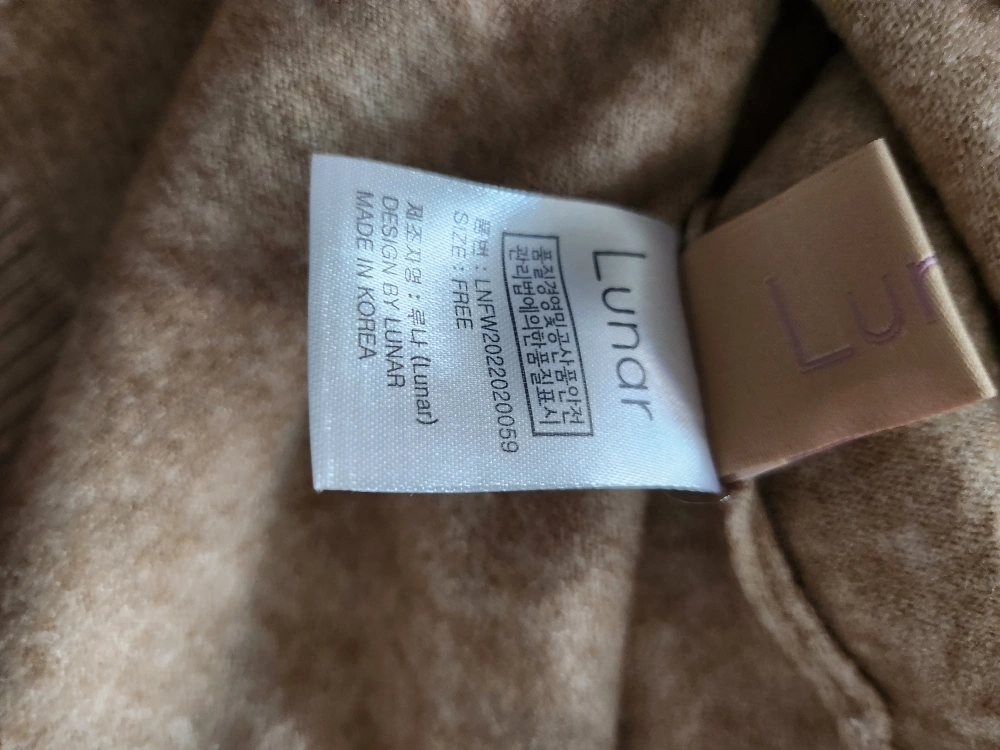 Lunar
품질경영및공산품안전
관리법에의한품질표시
품번 : LNFW2022020059
SIZE : FREE
제조자명 : 루나 (Lunar)
DESIGN BY LUNAR
MADE IN KOREA
Lun